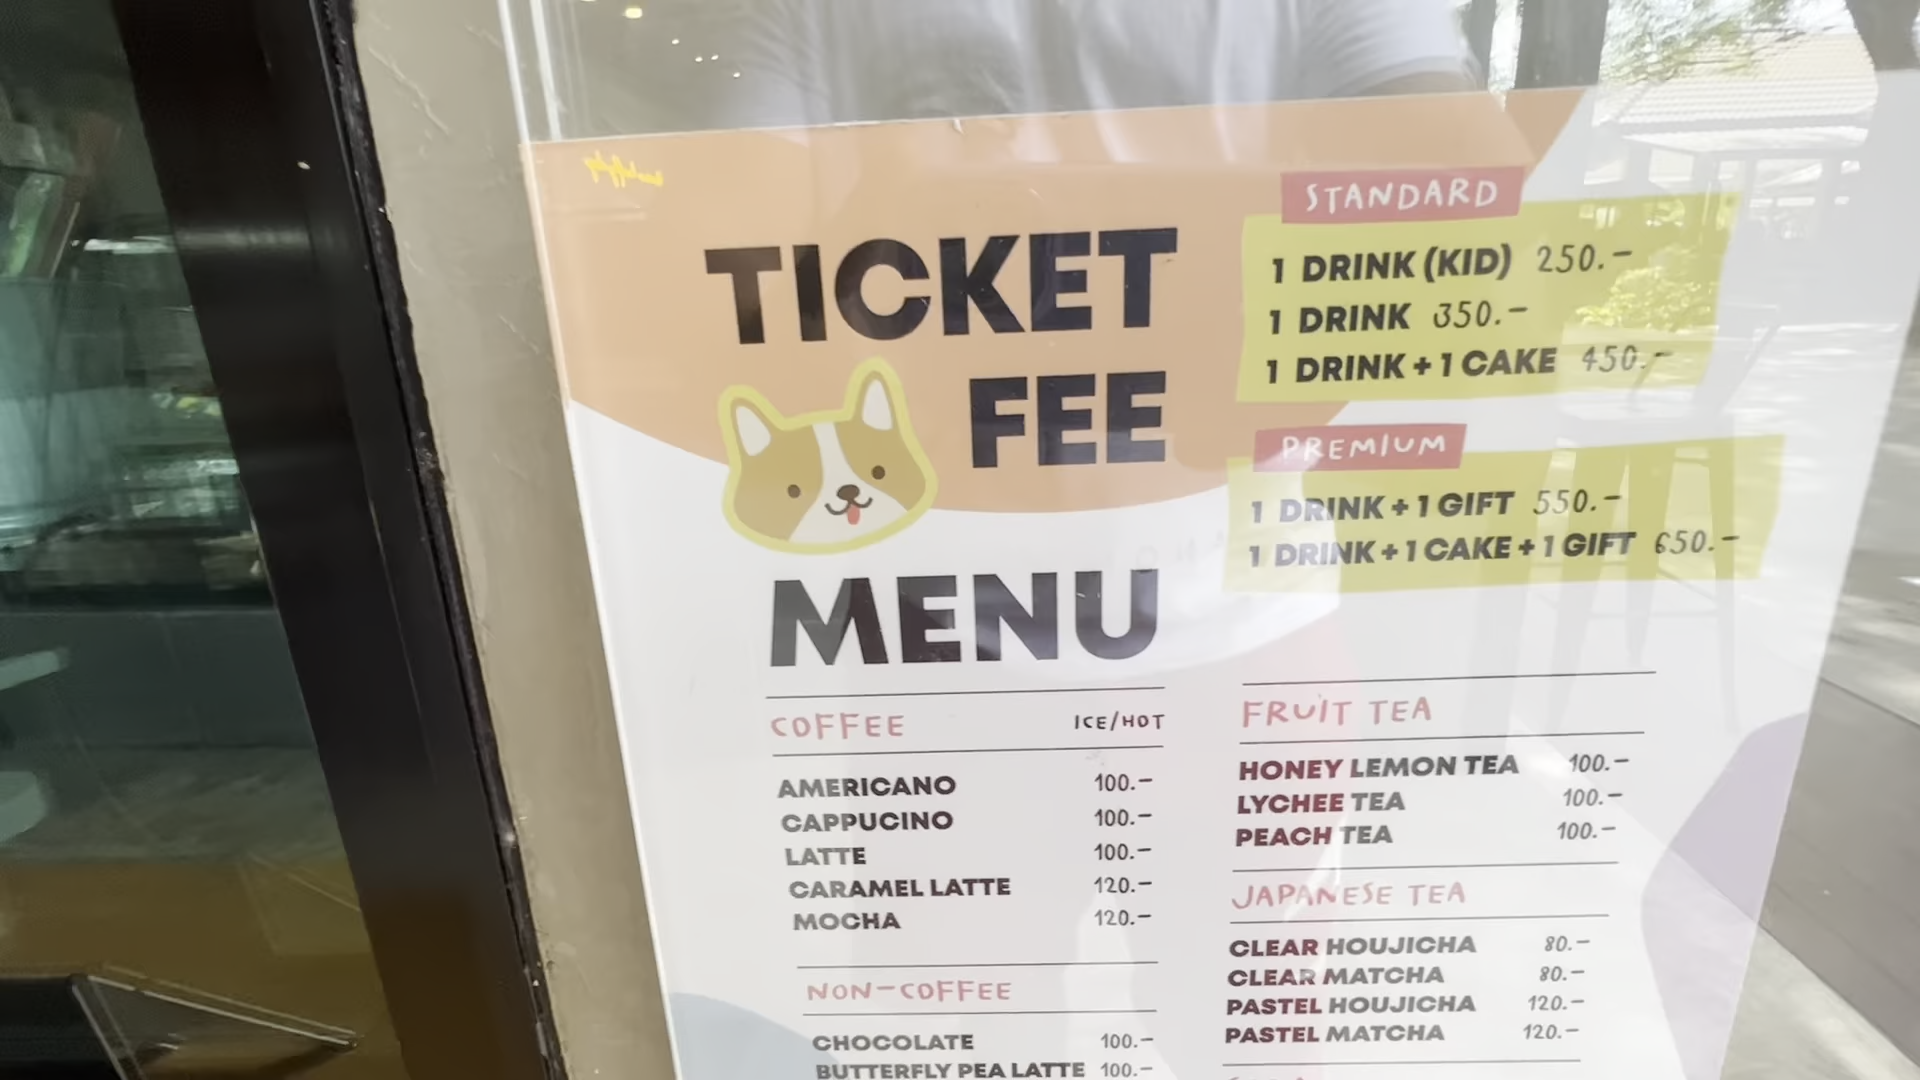 TICKET
FEE
STANDARD
1 DRINK (KID) 250.-
1 DRINK 350.-
1 DRINK + 1 CAKE 450.-
PREMIUM
1 DRINK + 1 GIFT 550.-
1 DRINK + 1 CAKE + 1 GIFT 650.-
MENU
COFFEE ICE/HOT
AMERICANO 100.-
CAPPUCINO 100.-
LATTE 100.-
CARAMEL LATTE 120.-
MOCHA 120.-
NON-COFFEE
CHOCOLATE 100.-
BUTTERFLY PEA LATTE 100.-
FRUIT TEA
HONEY LEMON TEA 100.-
LYCHEE TEA 100.-
PEACH TEA 100.-
JAPANESE TEA
CLEAR HOUJICHA 80.-
CLEAR MATCHA 80.-
PASTEL HOUJICHA 120.-
PASTEL MATCHA 120.-